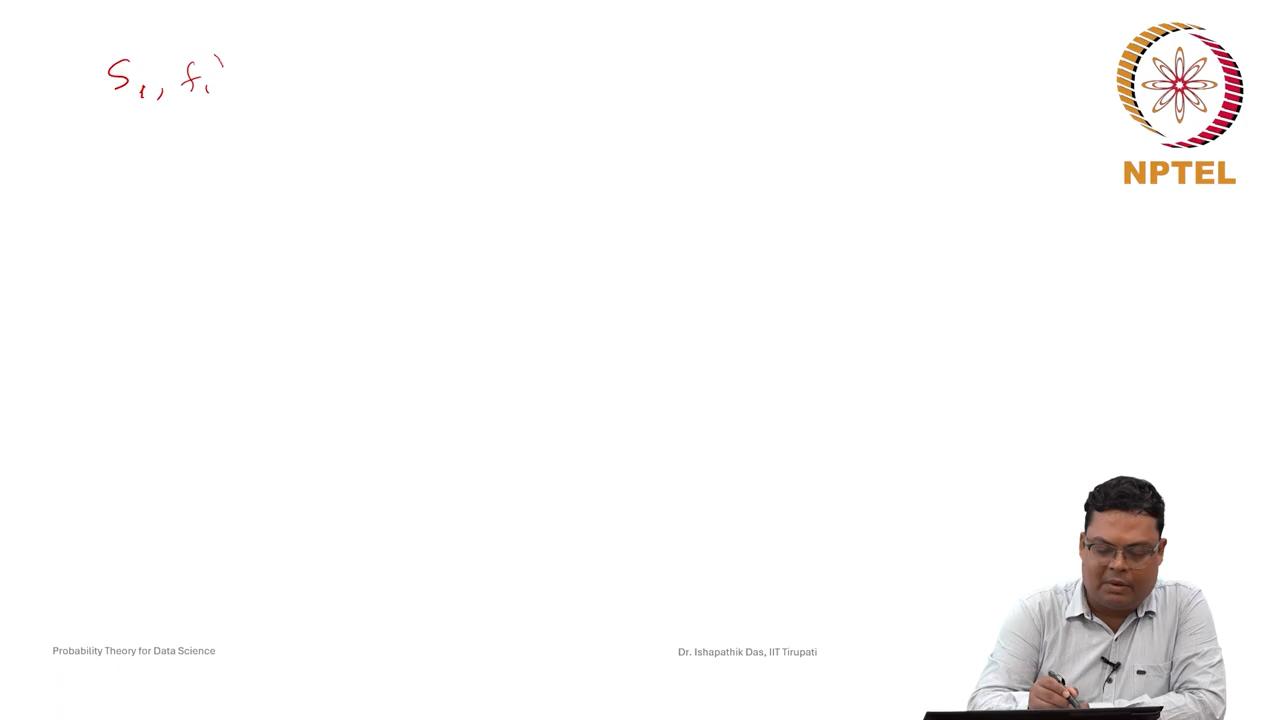 S₁, f₁
NPTEL
Probability Theory for Data Science
Dr. Ishapathik Das, IIT Tirupati